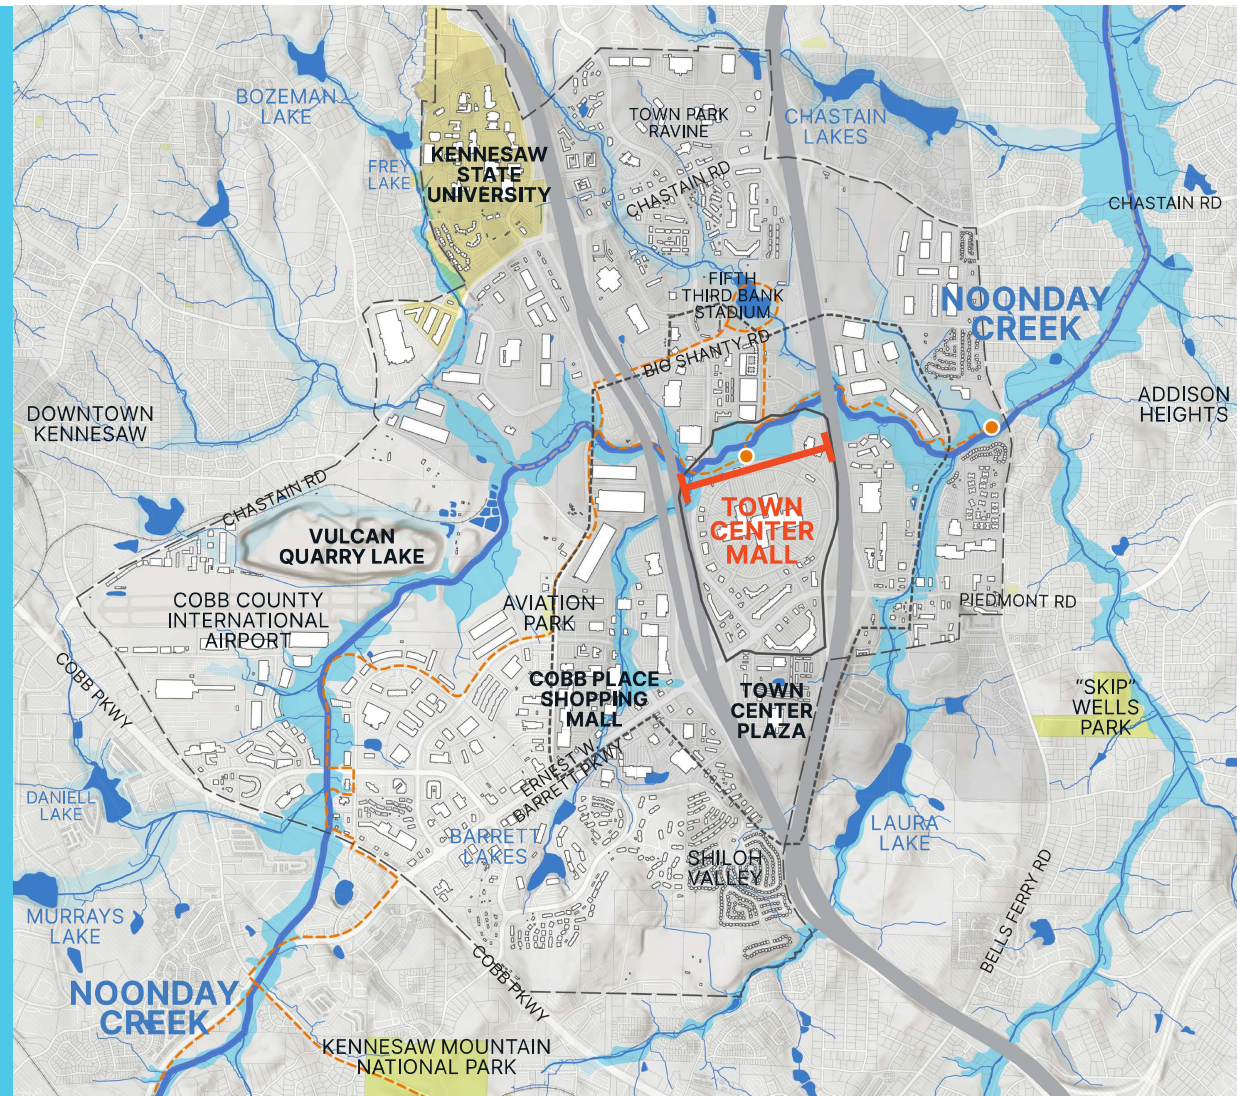 BOZEMAN
LAKE
FREY
LAKE
KENNESAW
STATE
UNIVERSITY
TOWN PARK
RAVINE
CHASTAIN RD
CHASTAIN
LAKES
CHASTAIN RD
FIFTH
THIRD BANK
STADIUM
BIG SHANTY RD
NOONDAY
CREEK
ADDISON
HEIGHTS
DOWNTOWN
KENNESAW
CHASTAIN RD
VULCAN
QUARRY LAKE
TOWN
CENTER
MALL
COBB COUNTY
INTERNATIONAL
AIRPORT
AVIATION
PARK
PIEDMONT RD
COBB PKWY
COBB PLACE
SHOPPING
MALL
TOWN
CENTER
PLAZA
"SKIP"
WELLS
PARK
ERNEST W
BARRETT PKWY
DANIELL
LAKE
BARRETT
LAKES
SHILOH
VALLEY
LAURA
LAKE
MURRAYS
LAKE
BELLS FERRY RD
COBB PKWY
NOONDAY
CREEK
KENNESAW MOUNTAIN
NATIONAL PARK